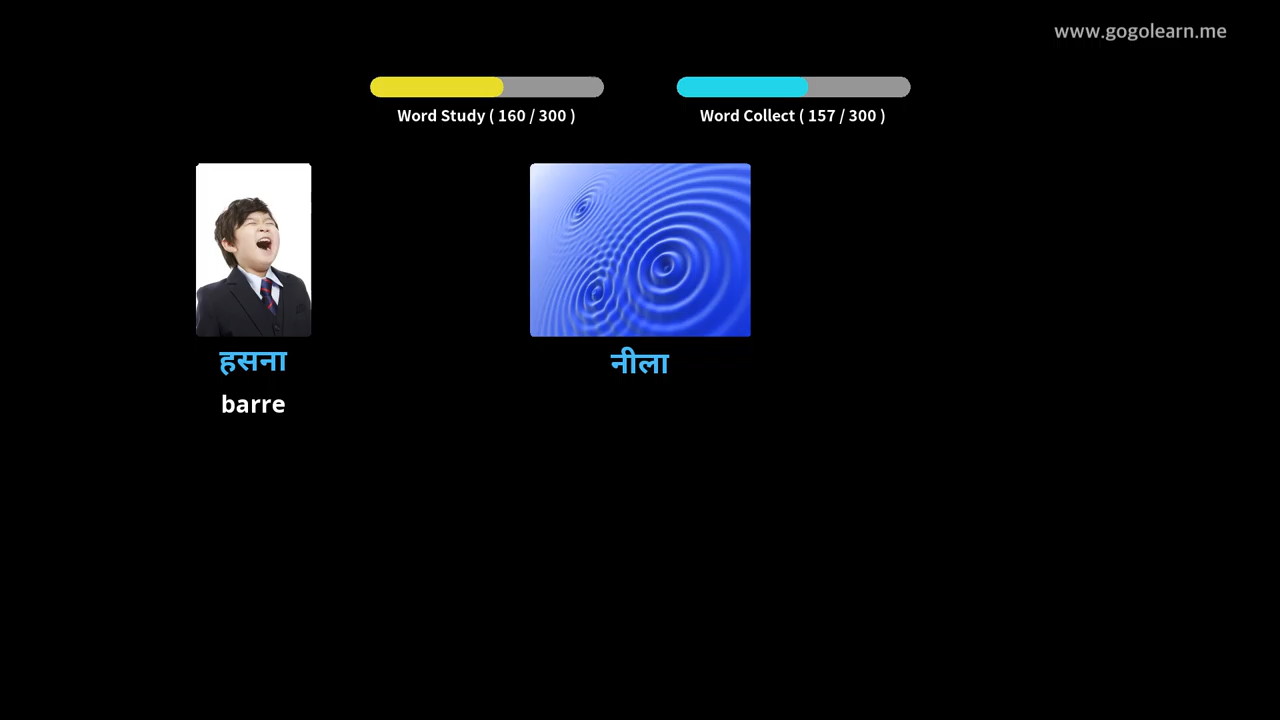 www.gogolearn.me
Word Study ( 160 / 300 )
Word Collect ( 157 / 300 )
हसना
नीला
barre